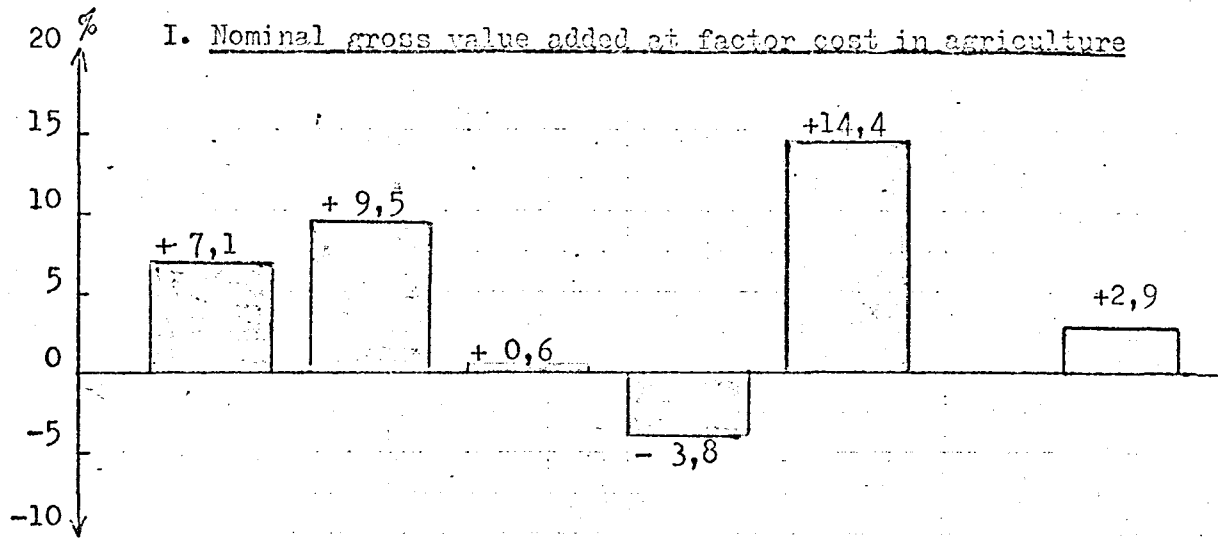 20 % I. Nominal gross value added at factor cost in agriculture
15 +14,4
10 + 9,5
+ 7,1
5 +2,9
0 + 0,6
-5 - 3,8
-10